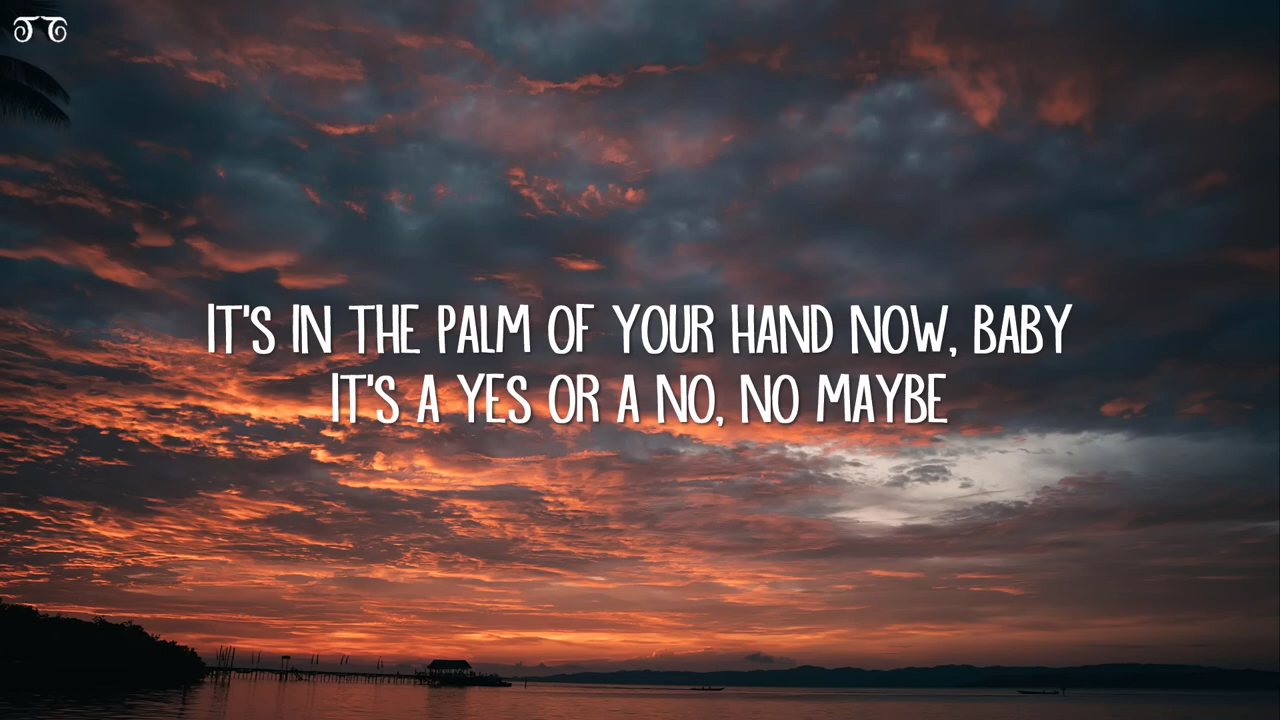 IT'S IN THE PALM OF YOUR HAND NOW, BABY
IT'S A YES OR A NO, NO MAYBE